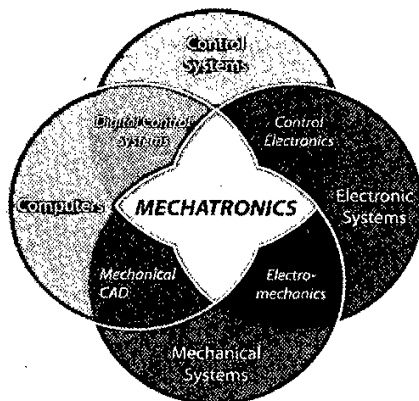 Control
Systems
Digital Control
Systems
Control
Electronics
Computers
MECHATRONICS
Electronic
Systems
Mechanical
CAD
Electro-
mechanics
Mechanical
Systems